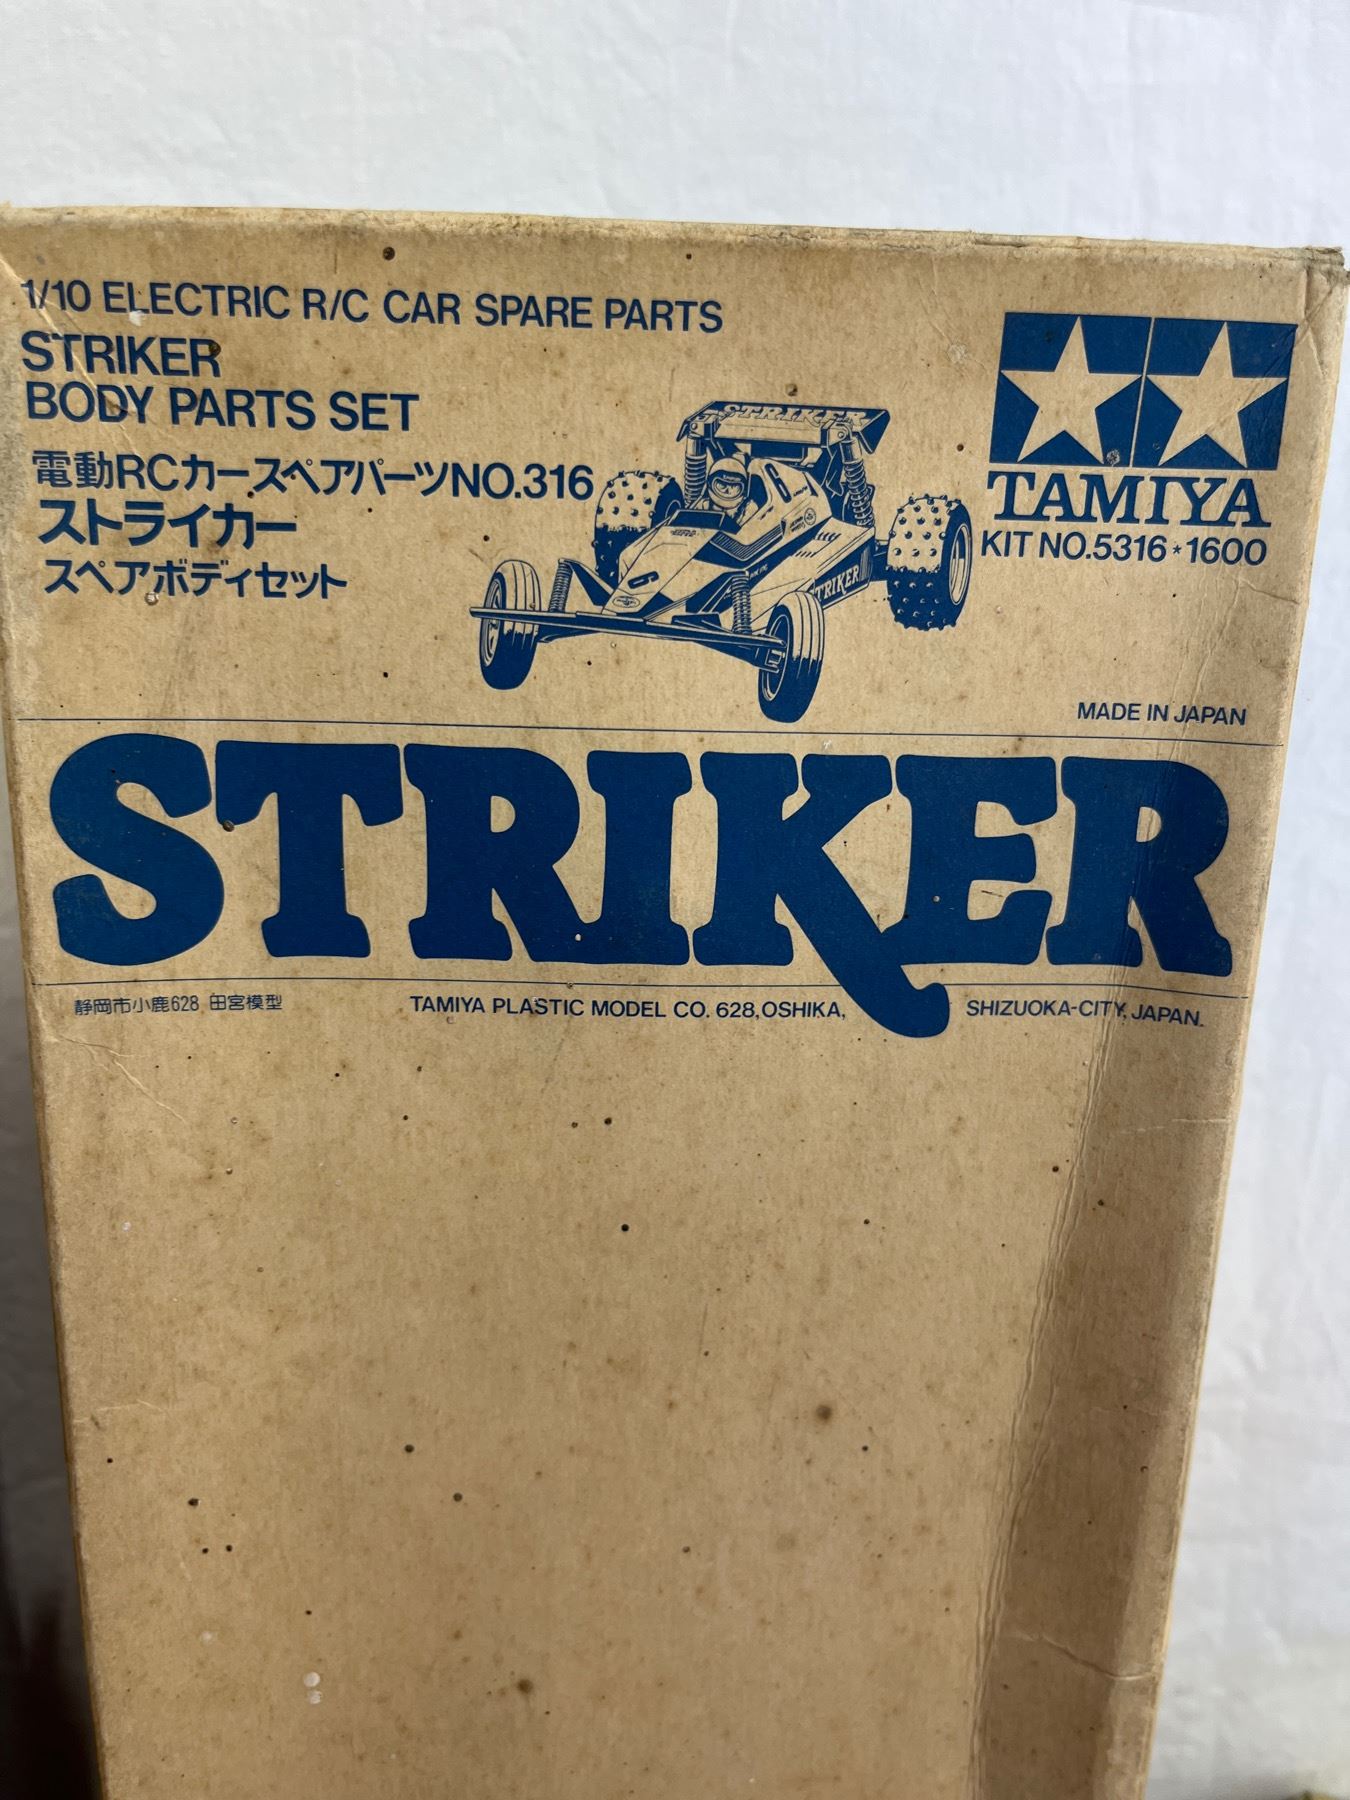 1/10 ELECTRIC R/C CAR SPARE PARTS
STRIKER
BODY PARTS SET
電動RCカースペアパーツNO.316
ストライカー
スペアボディセット
STRIKER
6
6
STRIKER
TAMIYA
KIT NO.5316★1600
MADE IN JAPAN
STRIKER
静岡市小鹿628 田宮模型
TAMIYA PLASTIC MODEL CO. 628, OSHIKA, SHIZUOKA-CITY, JAPAN.